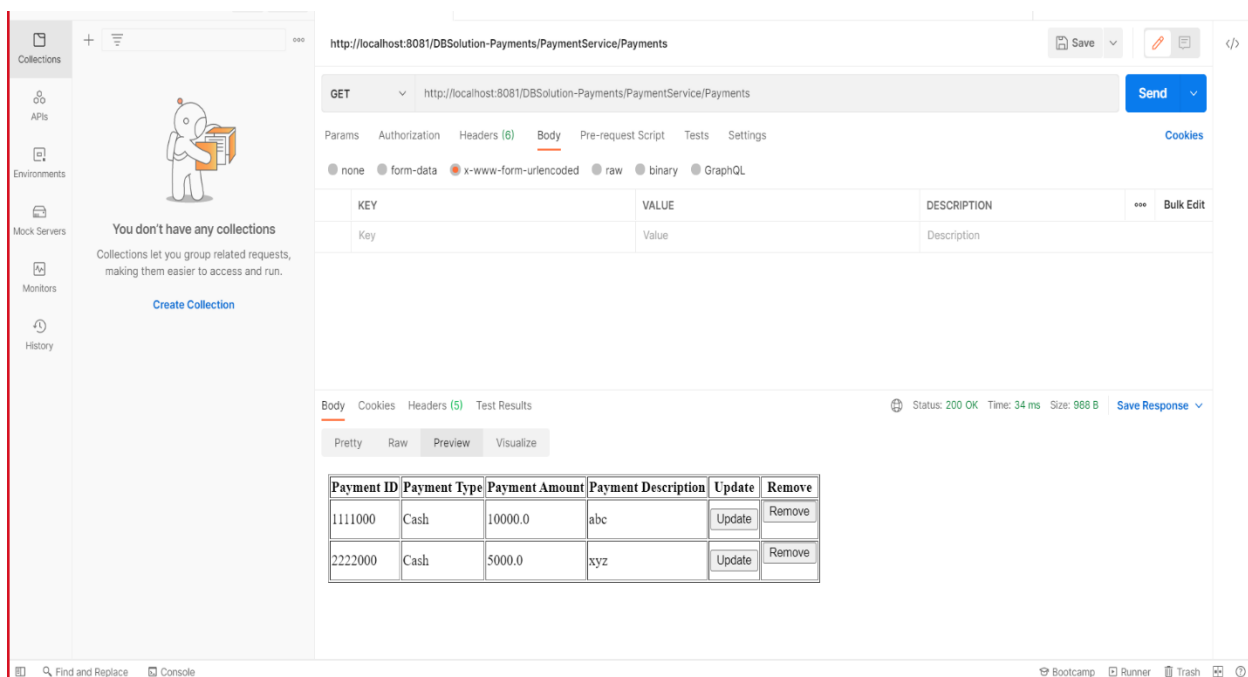 Collections
APIs
Environments
Mock Servers
Monitors
History
You don't have any collections
Collections let you group related requests,
making them easier to access and run.
Create Collection
http://localhost:8081/DBSolution-Payments/PaymentService/Payments
Save
GET http://localhost:8081/DBSolution-Payments/PaymentService/Payments Send
Params Authorization Headers (6) Body Pre-request Script Tests Settings Cookies
none form-data x-www-form-urlencoded raw binary GraphQL
KEY VALUE DESCRIPTION Bulk Edit
Key Value Description
Body Cookies Headers (5) Test Results Status: 200 OK Time: 34 ms Size: 988 B Save Response
Pretty Raw Preview Visualize
Payment ID Payment Type Payment Amount Payment Description Update Remove
1111000 Cash 10000.0 abc Update Remove
2222000 Cash 5000.0 xyz Update Remove
Find and Replace Console Bootcamp Runner Trash